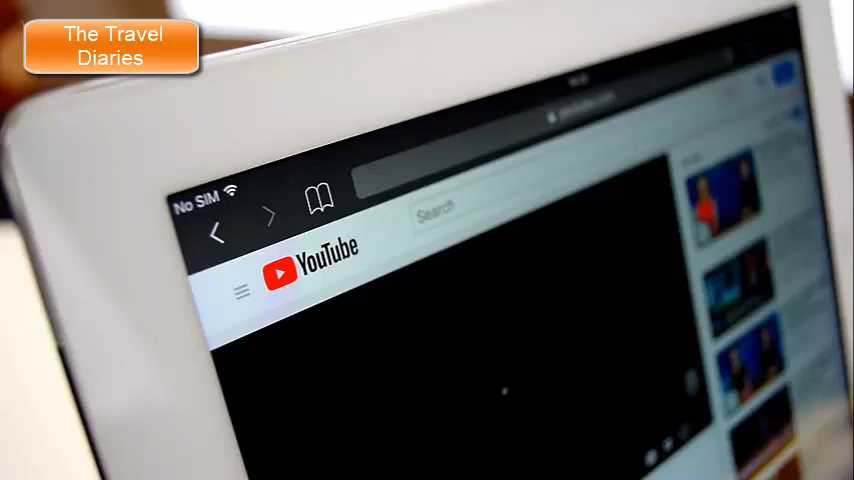 The Travel
Diaries
No SIM
YouTube
Search